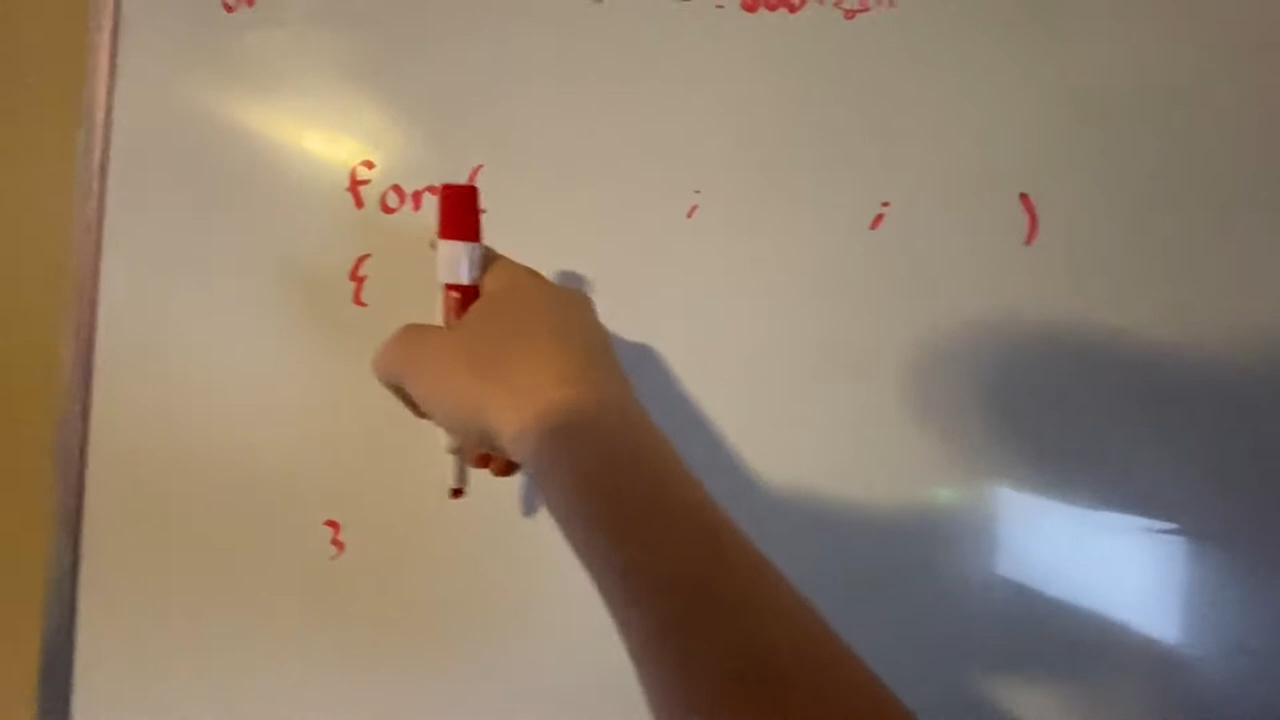 for ( ; ; )
{
}